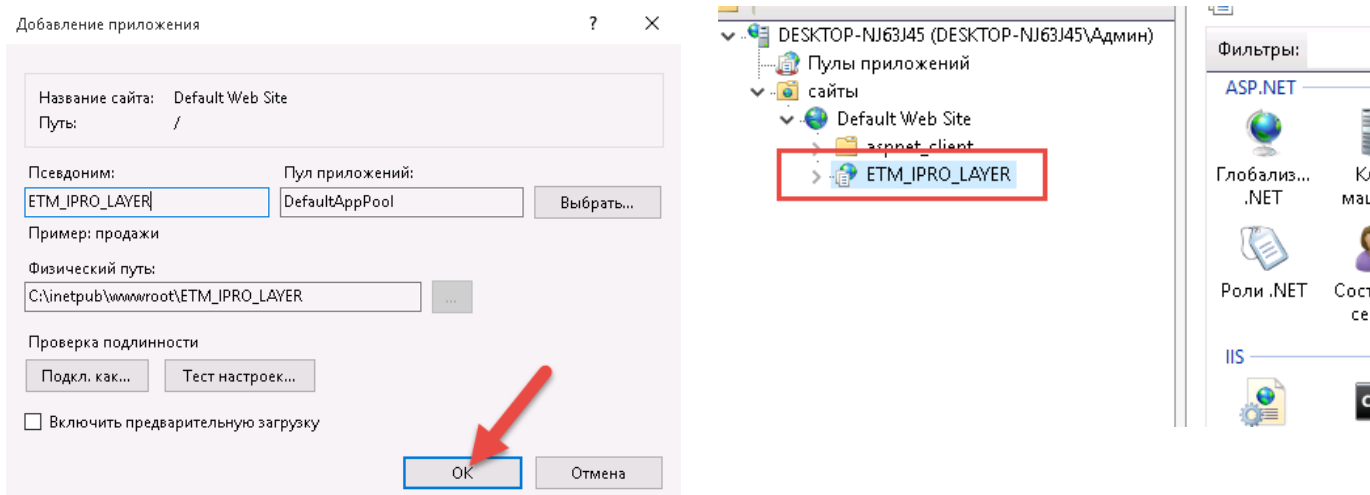 Добавление приложения
Название сайта: Default Web Site
Путь: /
Псевдоним:
Пул приложений:
ETM_IPRO_LAYER
DefaultAppPool
Выбрать...
Пример: продажи
Физический путь:
C:\inetpub\wwwroot\ETM_IPRO_LAYER
...
Проверка подлинности
Подкл. как...
Тест настроек...
Включить предварительную загрузку
OK
Отмена
DESKTOP-NJ63J45 (DESKTOP-NJ63J45\Админ)
Пулы приложений
сайты
Default Web Site
aspnet_client
ETM_IPRO_LAYER
Фильтры:
ASP.NET
Глобализ...
.NET
Роли .NET
IIS